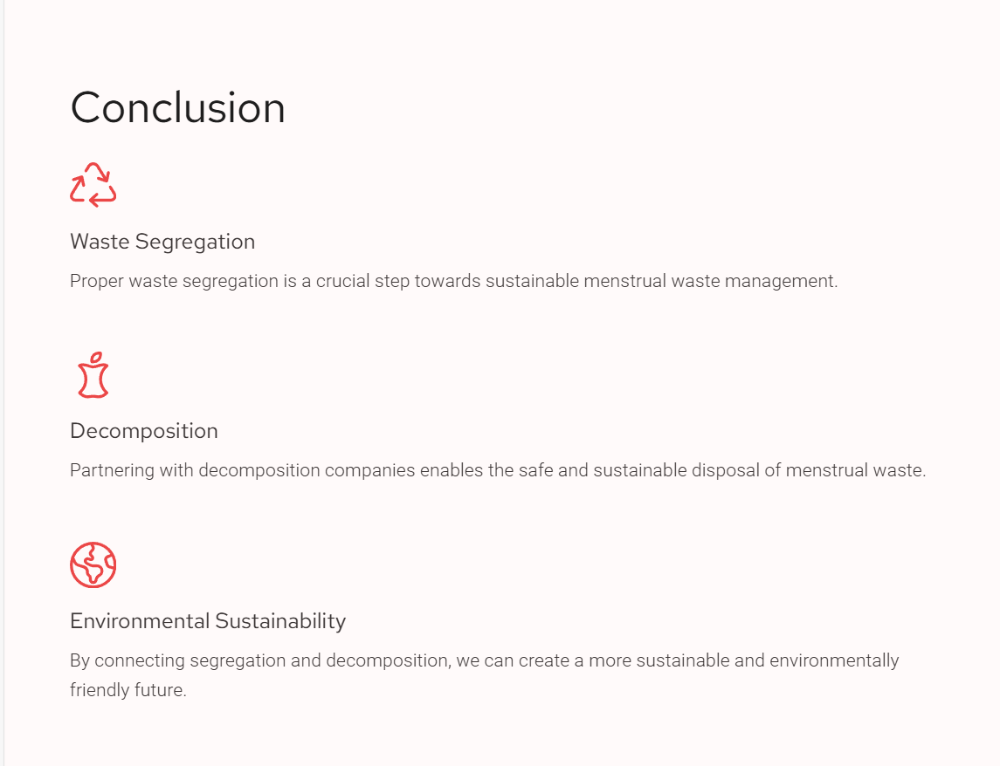 Conclusion
Waste Segregation
Proper waste segregation is a crucial step towards sustainable menstrual waste management.
Decomposition
Partnering with decomposition companies enables the safe and sustainable disposal of menstrual waste.
Environmental Sustainability
By connecting segregation and decomposition, we can create a more sustainable and environmentally
friendly future.